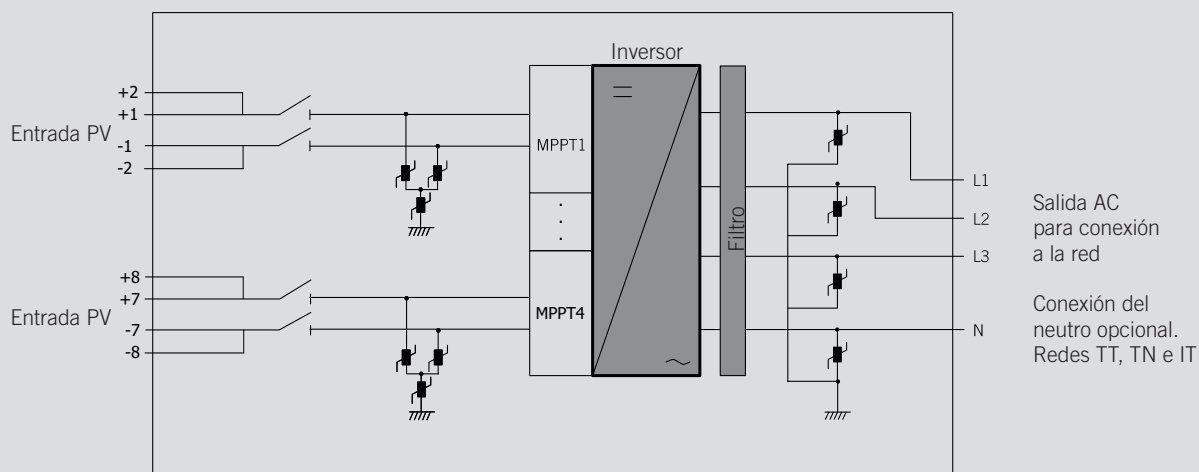 Inversor
+2
+1
Entrada PV
-1
-2
MPPT1
.
.
.
Filtro
L1
L2
L3
N
Salida AC
para conexión
a la red
+8
+7
Entrada PV
-7
-8
MPPT4
Conexión del
neutro opcional.
Redes TT, TN e IT